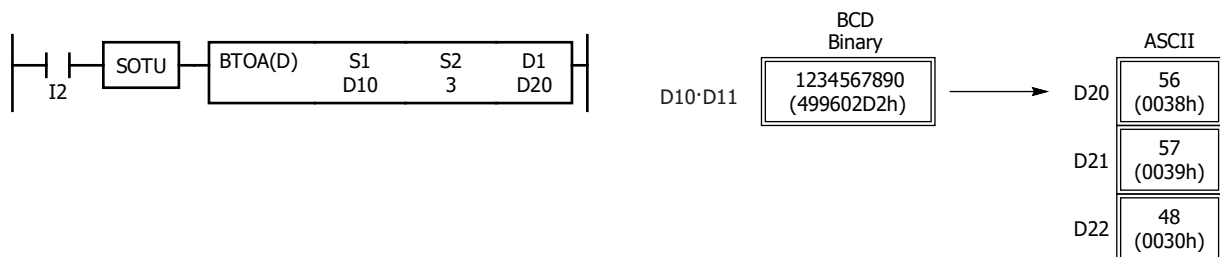 I2
SOTU
BTOA(D) S1 S2 D1
D10 3 D20
BCD
Binary
D10·D11
1234567890
(499602D2h)
ASCII
D20
56
(0038h)
D21
57
(0039h)
D22
48
(0030h)